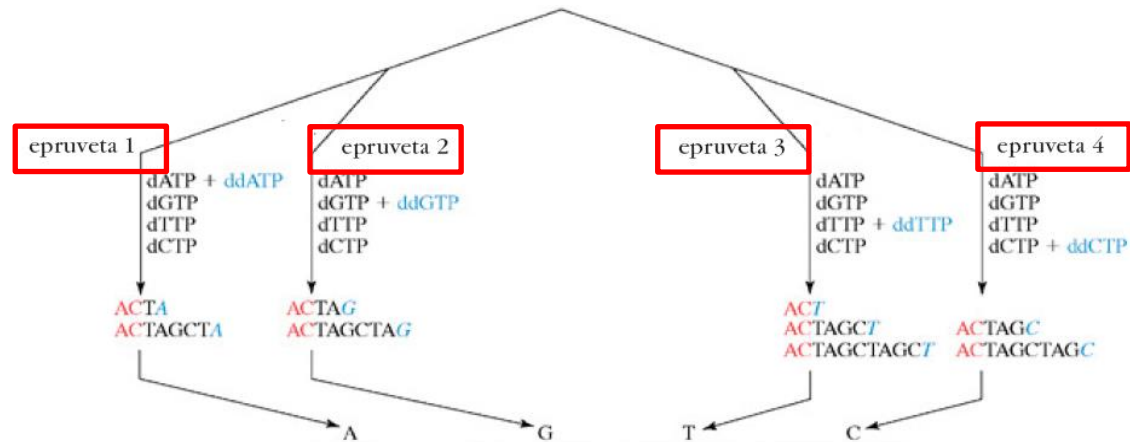 epruveta 1
dATP + ddATP
dGTP
dTTP
dCTP
ACTA
ACTAGCTA
epruveta 2
dATP
dGTP + ddGTP
dTTP
dCTP
ACTAG
ACTAGCTAG
epruveta 3
dATP
dGTP
dTTP + ddTTP
dCTP
ACT
ACTAGCT
ACTAGCTAGCT
epruveta 4
dATP
dGTP
dTTP
dCTP + ddCTP
ACTAGC
ACTAGCTAGC
A
G
T
C